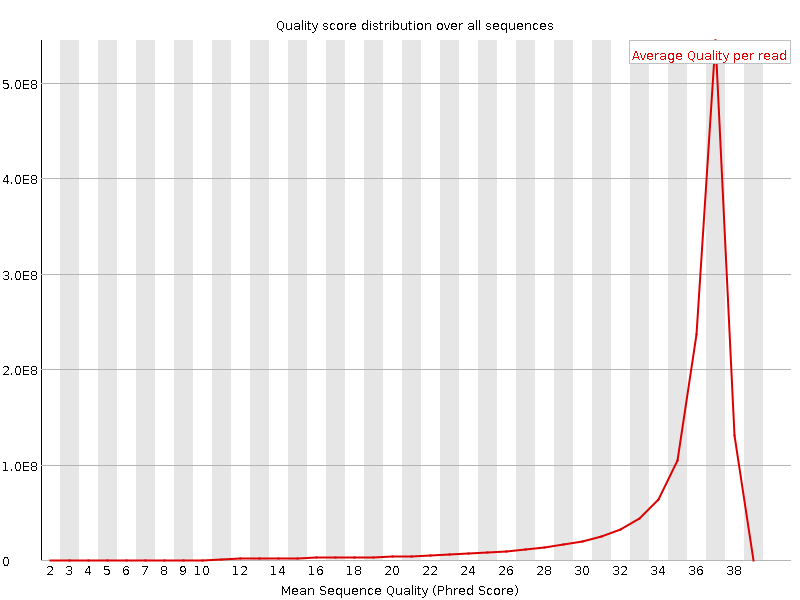 Quality score distribution over all sequences
Average Quality per read
5.0E8
4.0E8
3.0E8
2.0E8
1.0E8
0
2 3 4 5 6 7 8 9 10 12 14 16 18 20 22 24 26 28 30 32 34 36 38
Mean Sequence Quality (Phred Score)